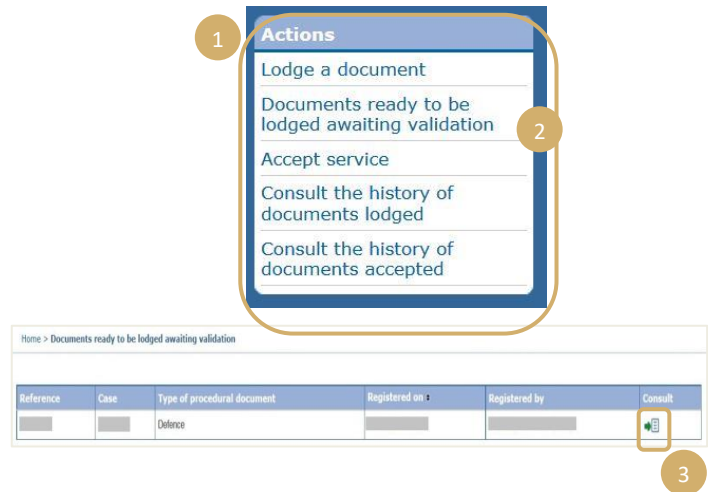 1
Actions
Lodge a document
Documents ready to be
lodged awaiting validation
2
Accept service
Consult the history of
documents lodged
Consult the history of
documents accepted
Home > Documents ready to be lodged awaiting validation
Reference Case Type of procedural document Registered on Registered by Consult
Defence
3